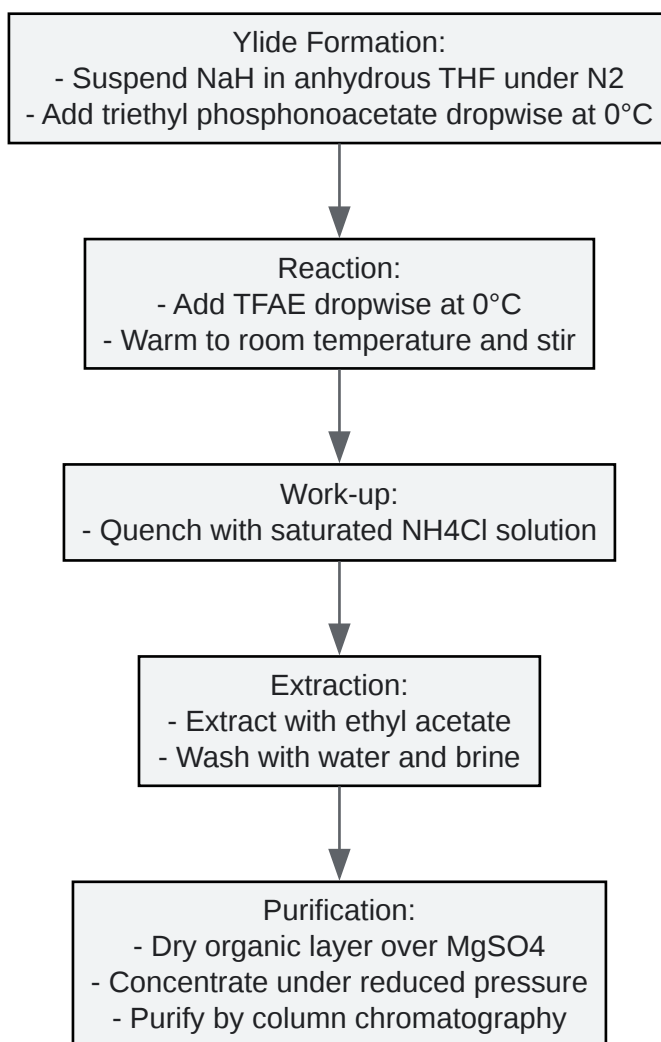 Ylide Formation:
- Suspend NaH in anhydrous THF under N2
- Add triethyl phosphonoacetate dropwise at 0°C
Reaction:
- Add TFAE dropwise at 0°C
- Warm to room temperature and stir
Work-up:
- Quench with saturated NH4Cl solution
Extraction:
- Extract with ethyl acetate
- Wash with water and brine
Purification:
- Dry organic layer over MgSO4
- Concentrate under reduced pressure
- Purify by column chromatography